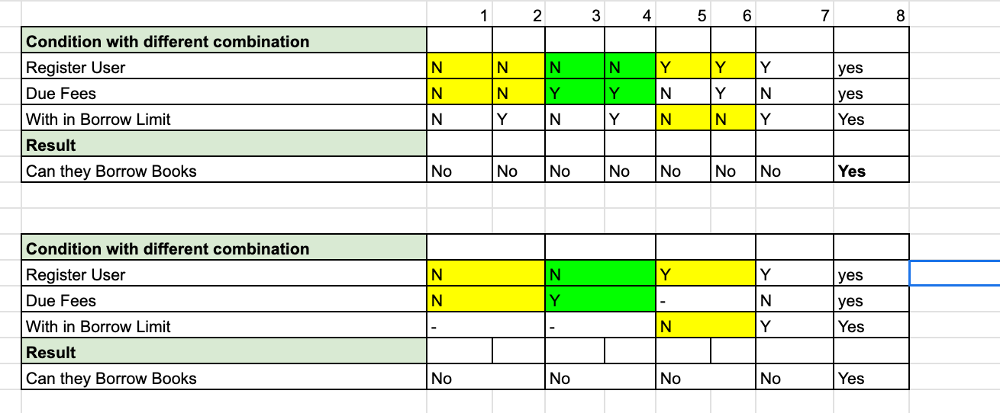 1 2 3 4 5 6 7 8
Condition with different combination
Register User N N N N Y Y Y yes
Due Fees N N Y Y N Y N yes
With in Borrow Limit N Y N Y N N Y Yes
Result
Can they Borrow Books No No No No No No No Yes
Condition with different combination
Register User N N Y Y yes
Due Fees N Y - N yes
With in Borrow Limit - - N Y Yes
Result
Can they Borrow Books No No No No Yes